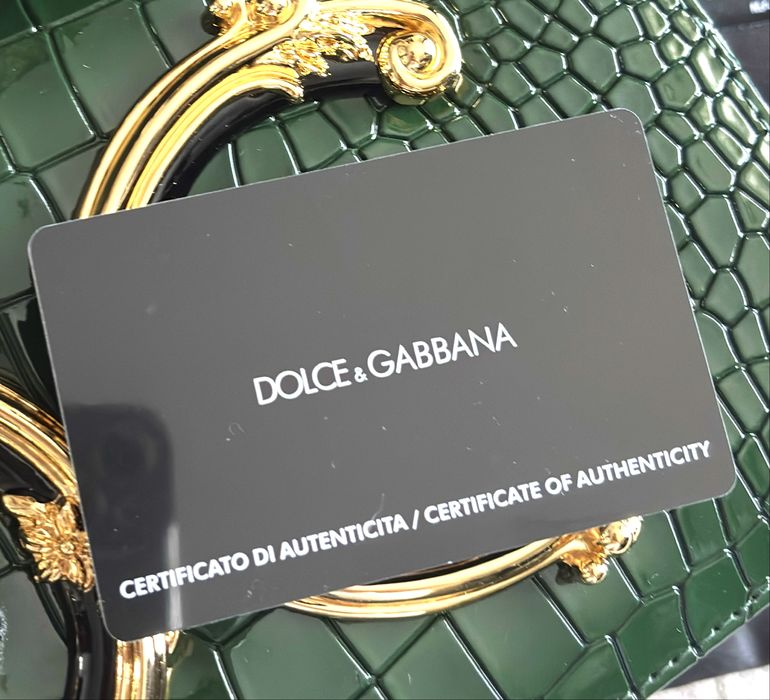 DOLCE&GABBANA
CERTIFICATO DI AUTENTICITA / CERTIFICATE OF AUTHENTICITY